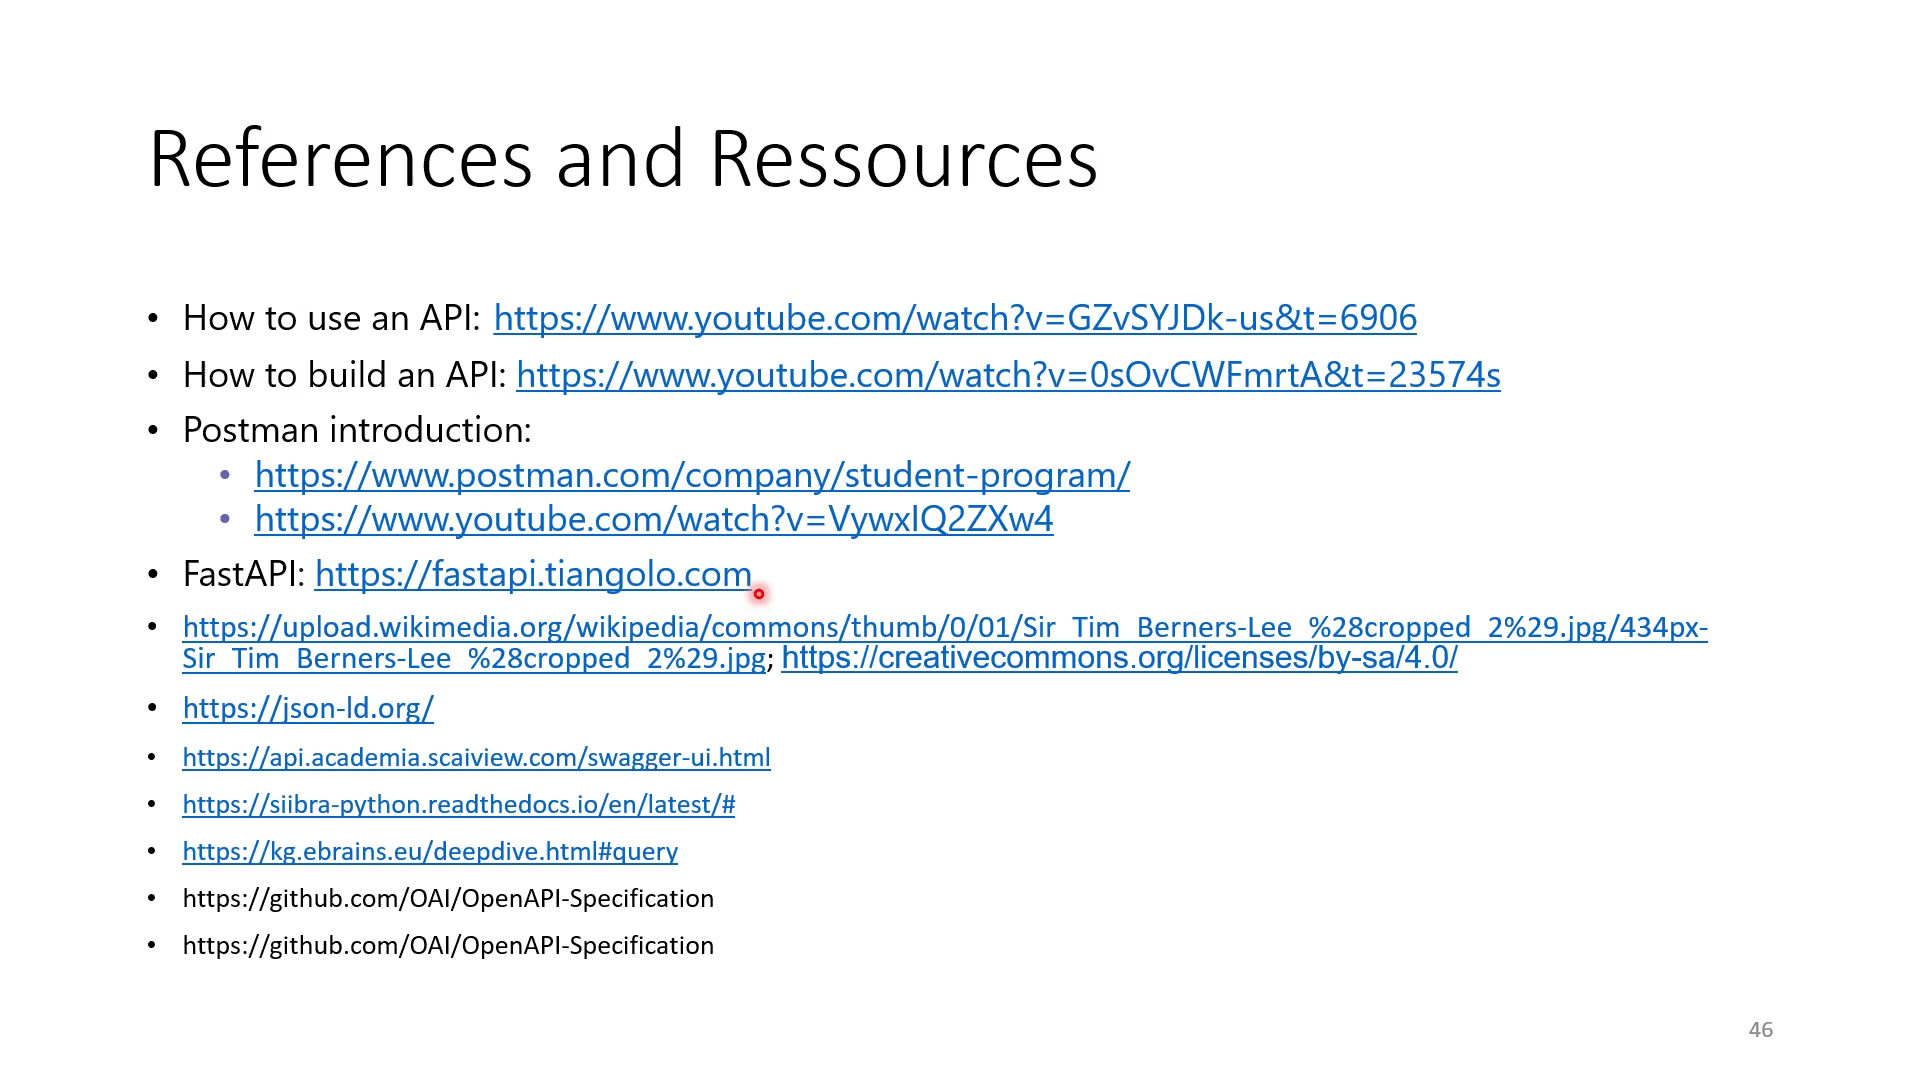 References and Ressources
• How to use an API: https://www.youtube.com/watch?v=GZvSYJDk-us&t=6906
• How to build an API: https://www.youtube.com/watch?v=0sOvCWFmrtA&t=23574s
• Postman introduction:
• https://www.postman.com/company/student-program/
• https://www.youtube.com/watch?v=VywxIQ2ZXw4
• FastAPI: https://fastapi.tiangolo.com
• https://upload.wikimedia.org/wikipedia/commons/thumb/0/01/Sir_Tim_Berners-Lee_%28cropped_2%29.jpg/434px-
Sir_Tim_Berners-Lee_%28cropped_2%29.jpg; https://creativecommons.org/licenses/by-sa/4.0/
• https://json-ld.org/
• https://api.academia.scaiview.com/swagger-ui.html
• https://siibra-python.readthedocs.io/en/latest/#
• https://kg.ebrains.eu/deepdive.html#query
• https://github.com/OAI/OpenAPI-Specification
• https://github.com/OAI/OpenAPI-Specification
46